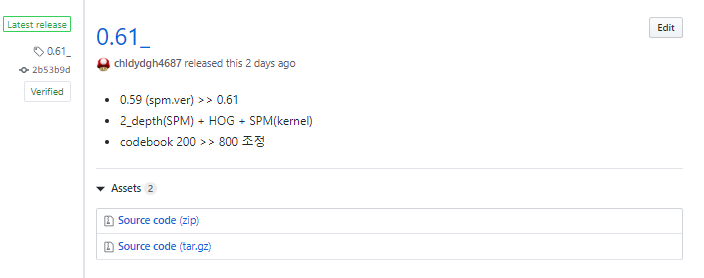 Latest release
0.61_
2b53b9d
Verified
0.61_
Edit
chldydgh4687 released this 2 days ago
0.59 (spm.ver) >> 0.61
2_depth(SPM) + HOG + SPM(kernel)
codebook 200 >> 800 조정
Assets 2
Source code (zip)
Source code (tar.gz)